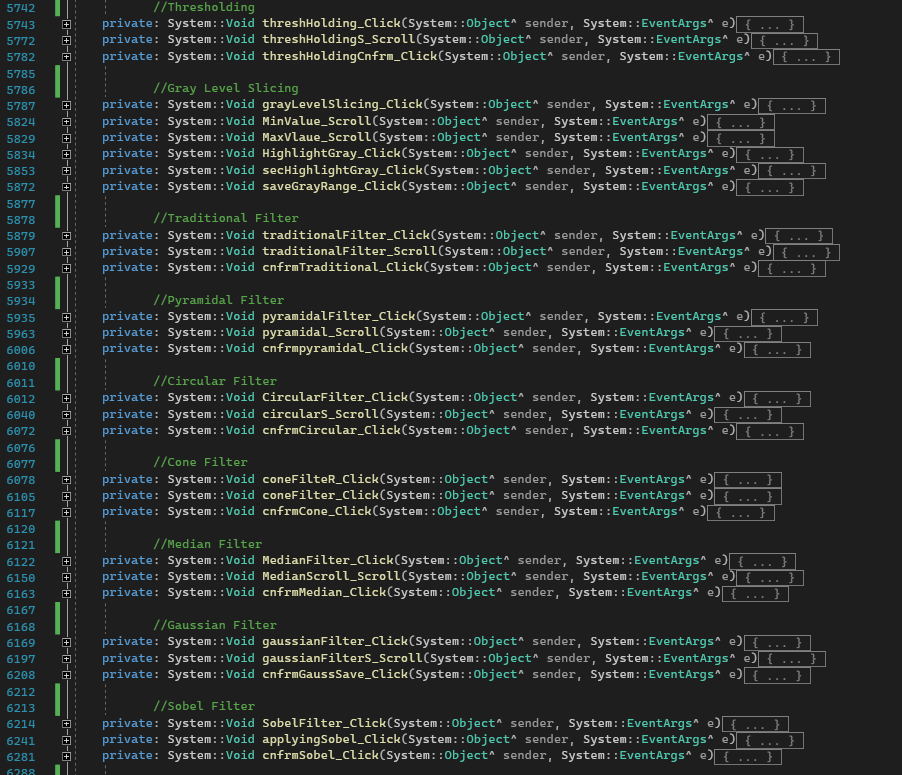 5742 //Thresholding
5743 private: System::Void threshHolding_Click(System::Object^ sender, System::EventArgs^ e){ ... }
5772 private: System::Void threshHoldingS_Scroll(System::Object^ sender, System::EventArgs^ e){ ... }
5782 private: System::Void threshHoldingCnfrm_Click(System::Object^ sender, System::EventArgs^ e){ ... }
5785
5786 //Gray Level Slicing
5787 private: System::Void grayLevelSlicing_Click(System::Object^ sender, System::EventArgs^ e){ ... }
5824 private: System::Void MinValue_Scroll(System::Object^ sender, System::EventArgs^ e){ ... }
5829 private: System::Void MaxVlaue_Scroll(System::Object^ sender, System::EventArgs^ e){ ... }
5834 private: System::Void HighlightGray_Click(System::Object^ sender, System::EventArgs^ e){ ... }
5853 private: System::Void secHighlightGray_Click(System::Object^ sender, System::EventArgs^ e){ ... }
5872 private: System::Void saveGrayRange_Click(System::Object^ sender, System::EventArgs^ e){ ... }
5877
5878 //Traditional Filter
5879 private: System::Void traditionalFilter_Click(System::Object^ sender, System::EventArgs^ e){ ... }
5907 private: System::Void traditionalFilter_Scroll(System::Object^ sender, System::EventArgs^ e){ ... }
5929 private: System::Void cnfrmTraditional_Click(System::Object^ sender, System::EventArgs^ e){ ... }
5933
5934 //Pyramidal Filter
5935 private: System::Void pyramidalFilter_Click(System::Object^ sender, System::EventArgs^ e){ ... }
5963 private: System::Void pyramidal_Scroll(System::Object^ sender, System::EventArgs^ e){ ... }
6006 private: System::Void cnfrmpyramidal_Click(System::Object^ sender, System::EventArgs^ e){ ... }
6010
6011 //Circular Filter
6012 private: System::Void CircularFilter_Click(System::Object^ sender, System::EventArgs^ e){ ... }
6040 private: System::Void circularS_Scroll(System::Object^ sender, System::EventArgs^ e){ ... }
6072 private: System::Void cnfrmCircular_Click(System::Object^ sender, System::EventArgs^ e){ ... }
6076
6077 //Cone Filter
6078 private: System::Void coneFilteR_Click(System::Object^ sender, System::EventArgs^ e){ ... }
6105 private: System::Void coneFilter_Click(System::Object^ sender, System::EventArgs^ e){ ... }
6117 private: System::Void cnfrmCone_Click(System::Object^ sender, System::EventArgs^ e){ ... }
6120
6121 //Median Filter
6122 private: System::Void MedianFilter_Click(System::Object^ sender, System::EventArgs^ e){ ... }
6150 private: System::Void MedianScroll_Scroll(System::Object^ sender, System::EventArgs^ e){ ... }
6163 private: System::Void cnfrmMedian_Click(System::Object^ sender, System::EventArgs^ e){ ... }
6167
6168 //Gaussian Filter
6169 private: System::Void gaussianFilter_Click(System::Object^ sender, System::EventArgs^ e){ ... }
6197 private: System::Void gaussianFilterS_Scroll(System::Object^ sender, System::EventArgs^ e){ ... }
6208 private: System::Void cnfrmGaussSave_Click(System::Object^ sender, System::EventArgs^ e){ ... }
6212
6213 //Sobel Filter
6214 private: System::Void SobelFilter_Click(System::Object^ sender, System::EventArgs^ e){ ... }
6241 private: System::Void applyingSobel_Click(System::Object^ sender, System::EventArgs^ e){ ... }
6281 private: System::Void cnfrmSobel_Click(System::Object^ sender, System::EventArgs^ e){ ... }
6288